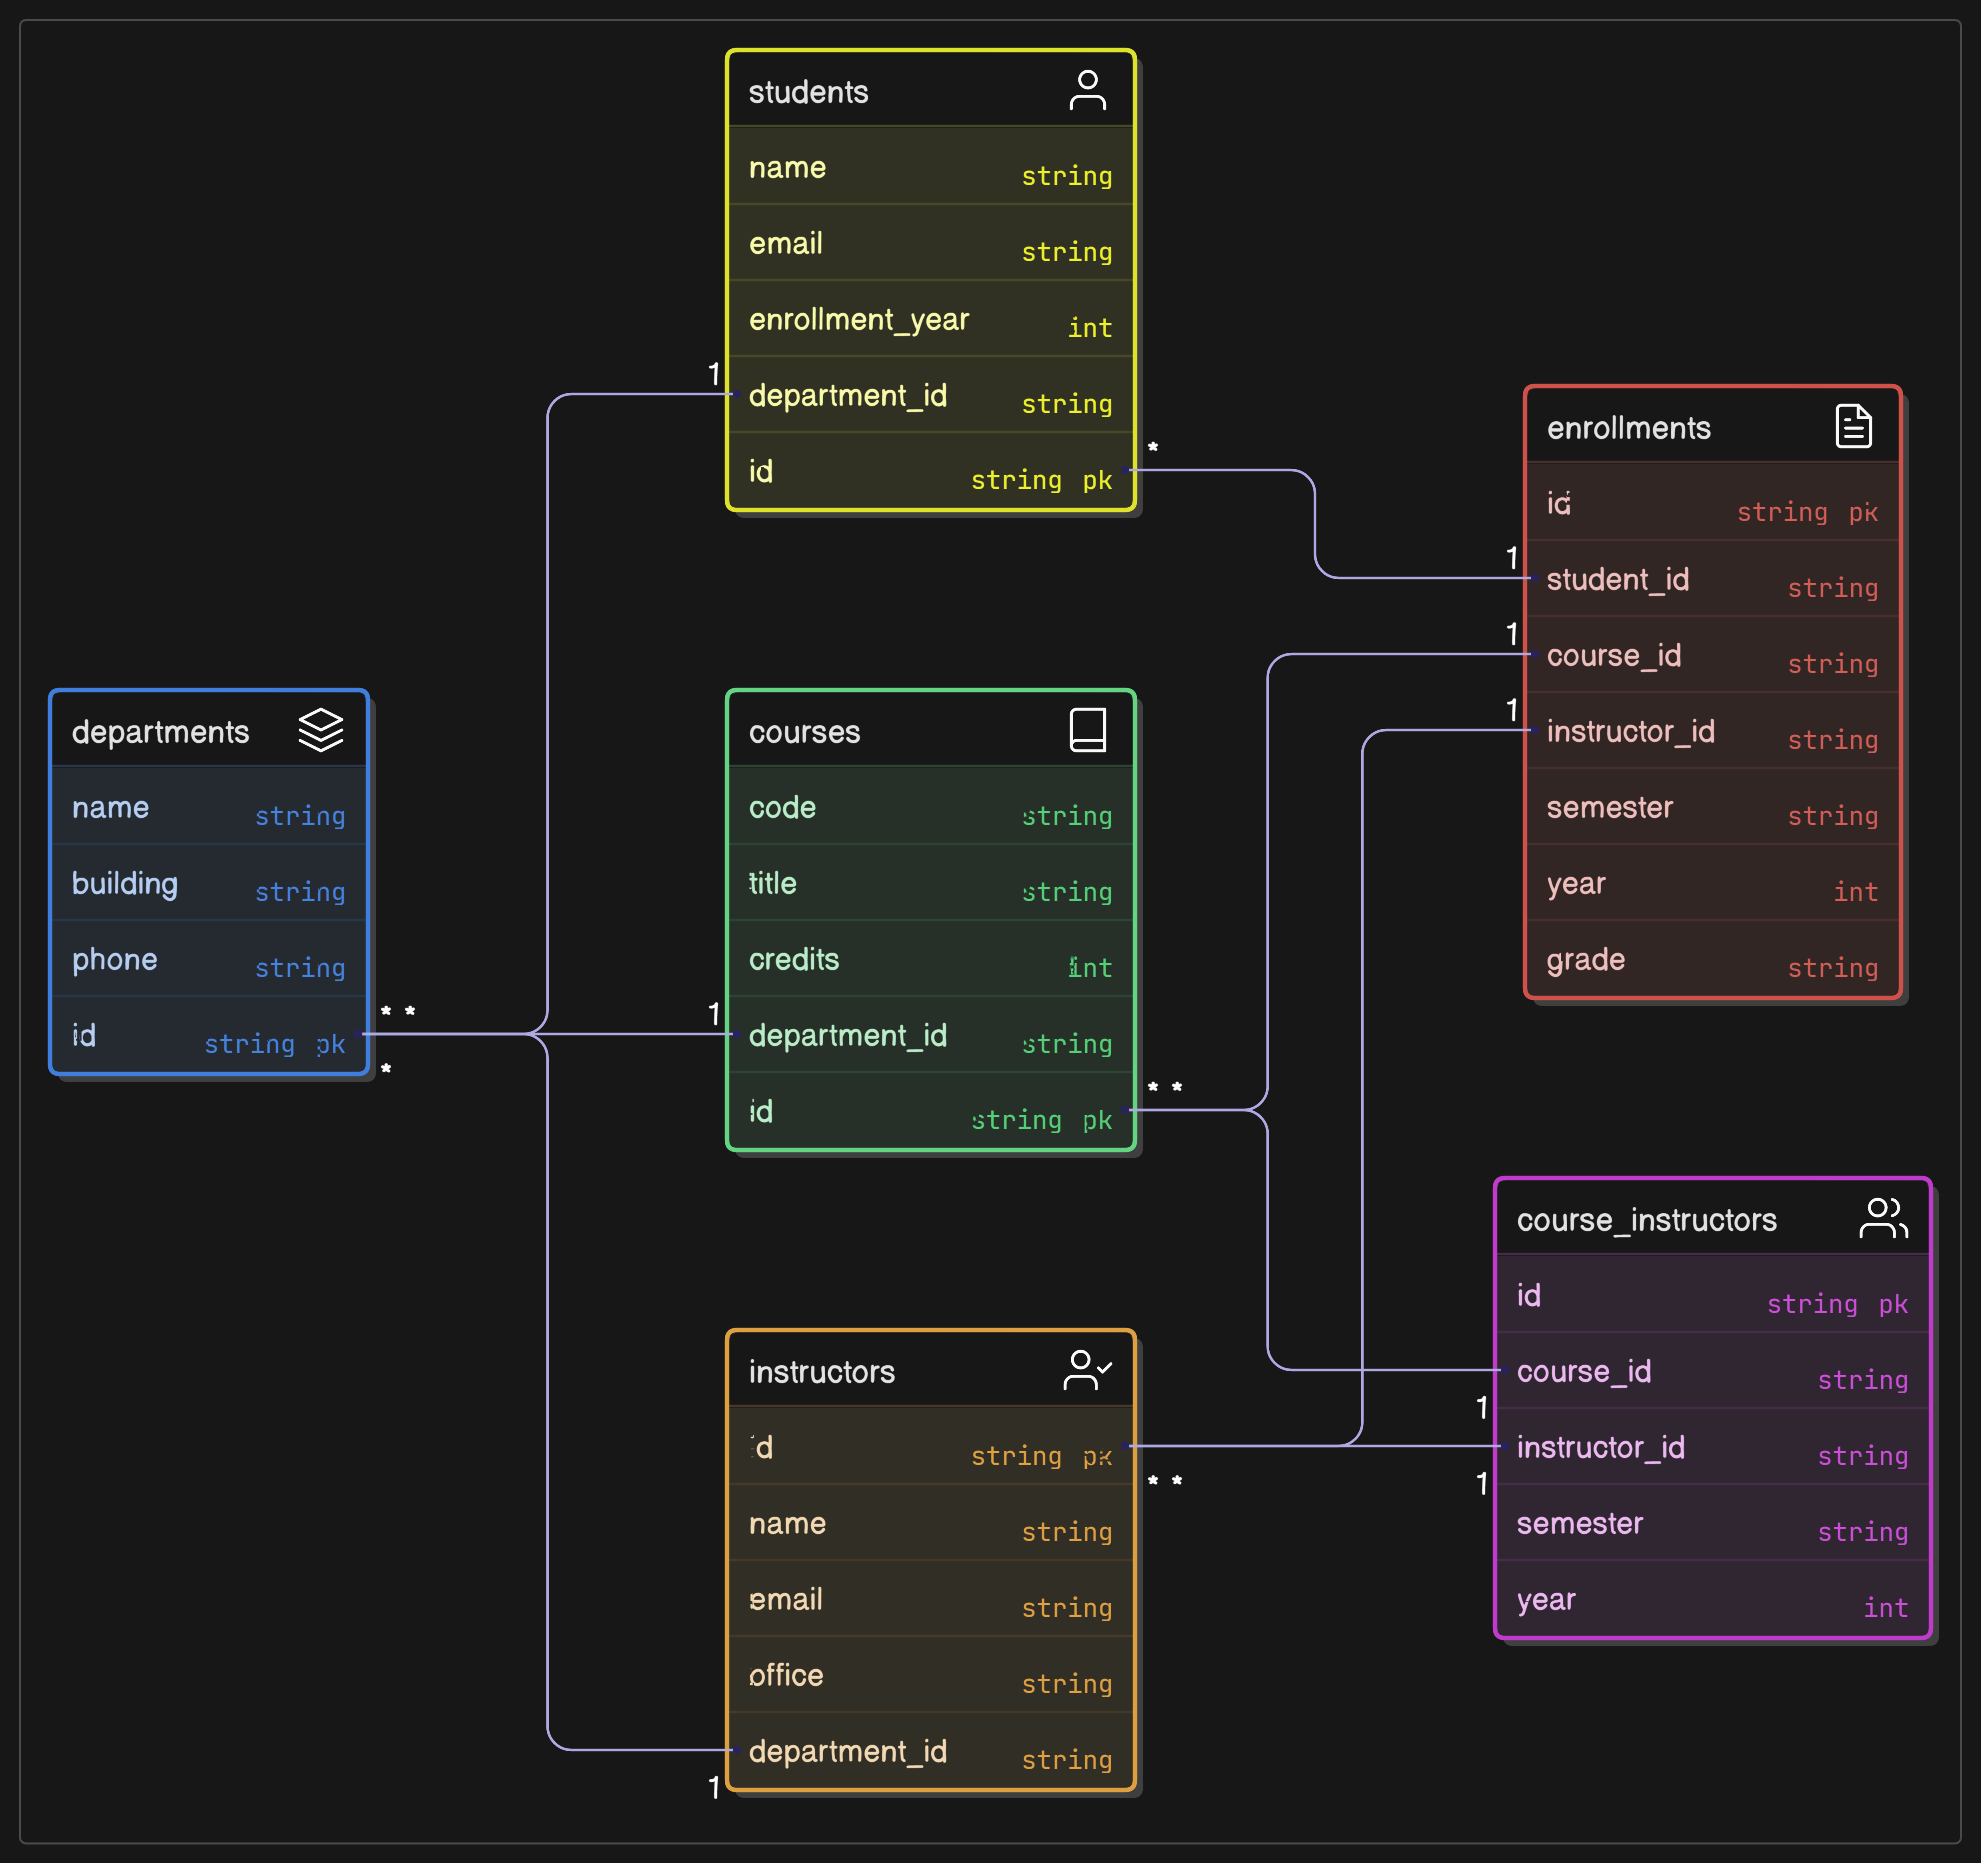 students
name string
email string
enrollment_year int
1
department_id string
*
id string pk
enrollments
id string pk
1
student_id string
1
course_id string
1
instructor_id string
semester string
year int
grade string
departments
name string
building string
phone string
* *
id string pk
*
courses
code string
title string
credits int
1
department_id string
* *
id string pk
course_instructors
id string pk
course_id string
1
instructor_id string
1
semester string
year int
instructors
id string pk
* *
name string
email string
office string
department_id string
1